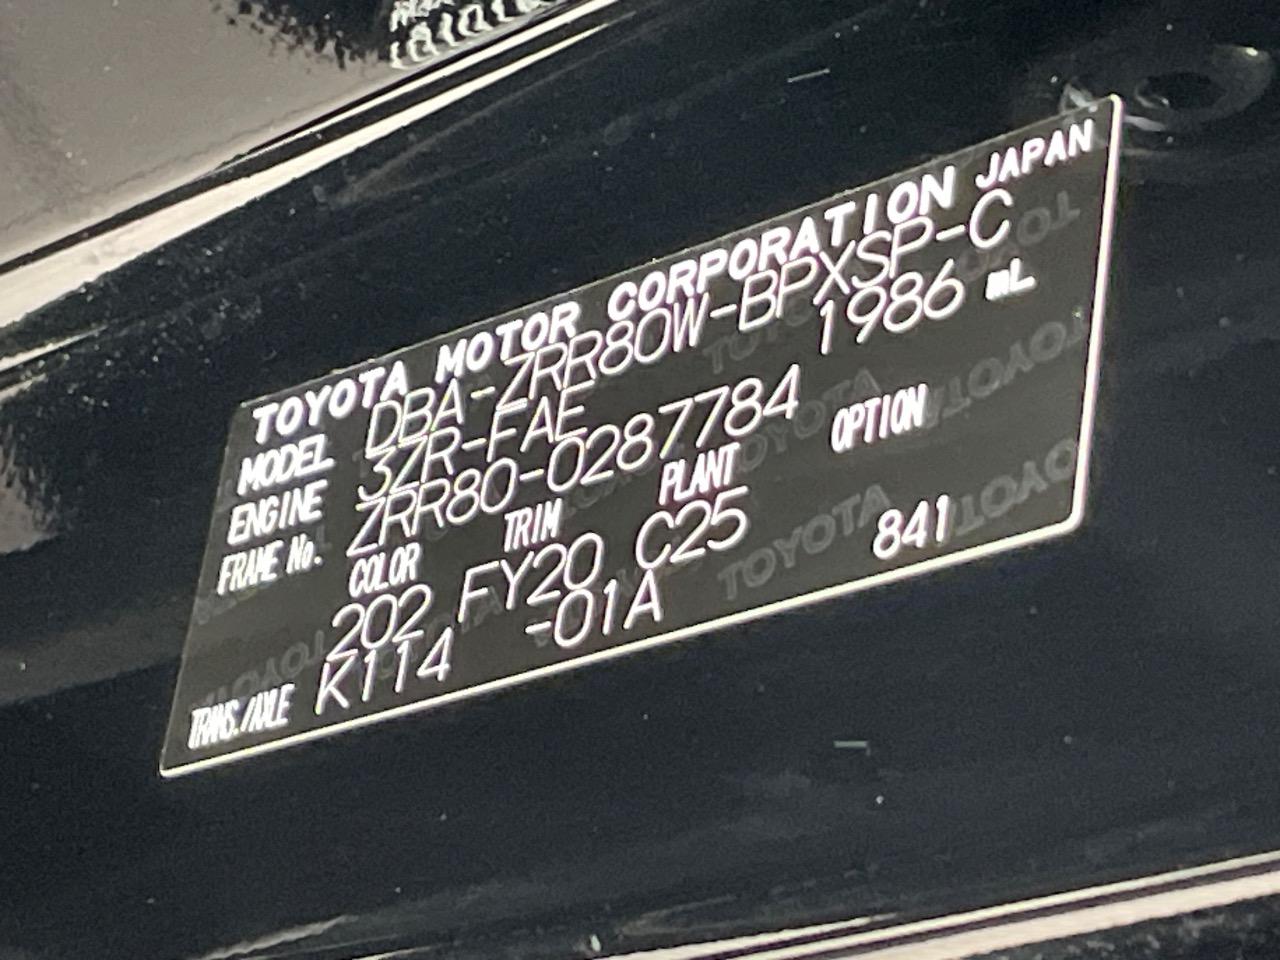 TOYOTA MOTOR CORPORATION JAPAN
MODEL DBA-ZRR80W-BPXSP-C
ENGINE 3ZR-FAE 1986 mL
FRAME No. ZRR80-0287784
COLOR TRIM PLANT OPTION
202 FY20 C25 841
TRANS./AXLE K114 -01A